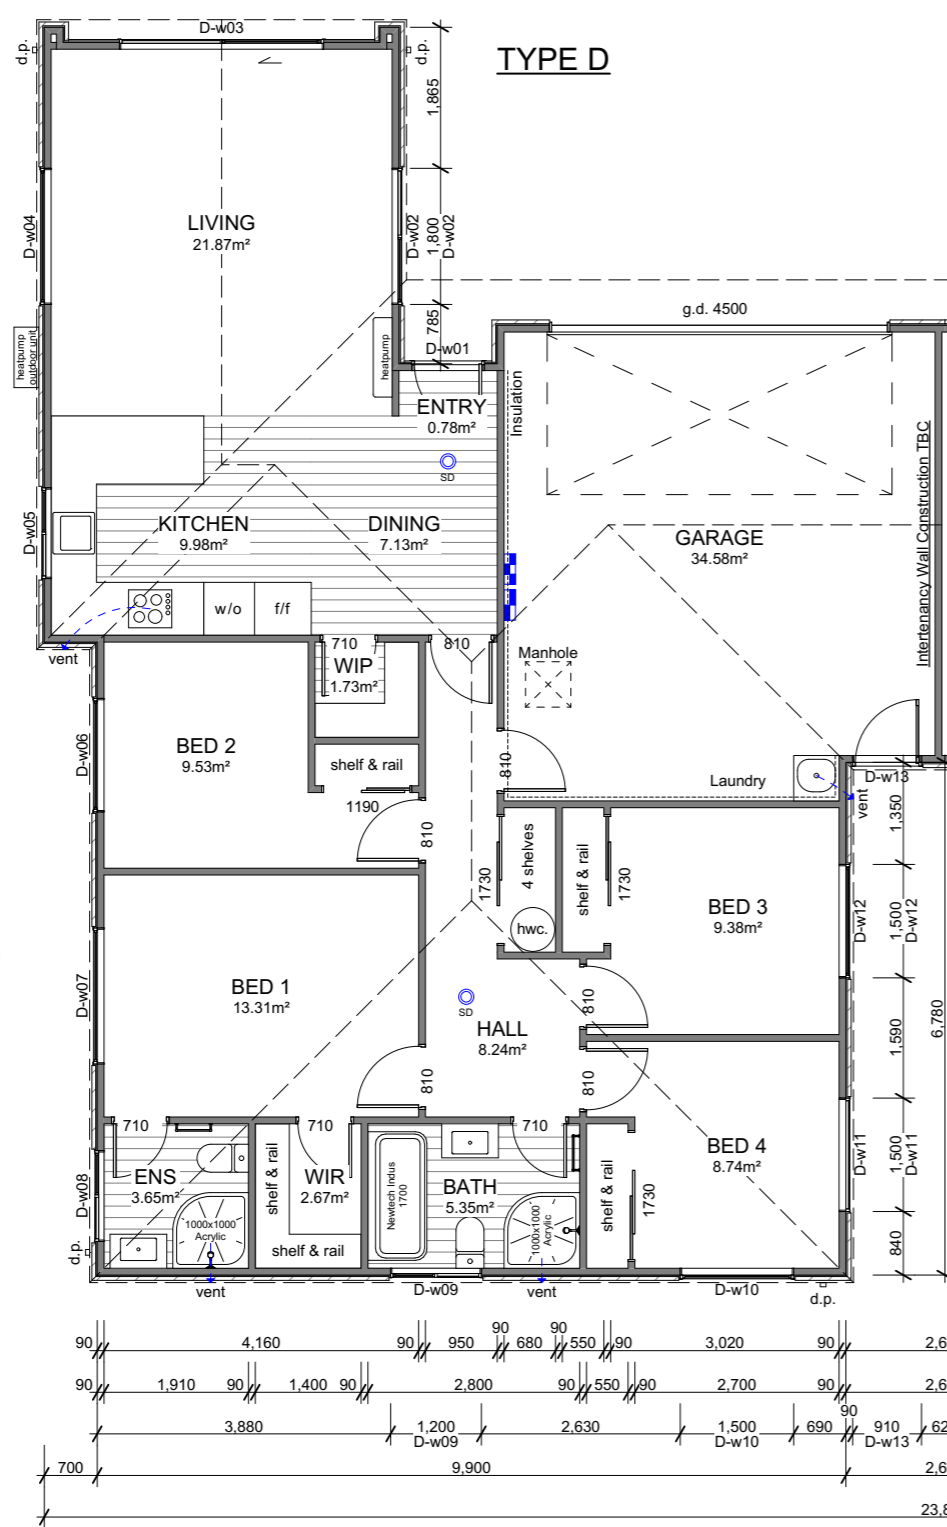 D-w03
TYPE D
d.p.
d.p.
1,865
LIVING
21.87m²
D-w04
D-w02
1,800
D-w02
785
g.d. 4500
D-w01
heatpump
outdoor unit
heatpump
ENTRY
0.78m²
Insulation
SD
Intertenancy Wall Construction TBC
D-w05
KITCHEN
9.98m²
DINING
7.13m²
GARAGE
34.58m²
w/o
f/f
vent
710
810
WIP
1.73m²
Manhole
D-w06
BED 2
9.53m²
shelf & rail
1190
810
810
Laundry
D-w13
vent
1,350
1730
4 shelves
shelf & rail
1730
hwc.
BED 3
9.38m²
D-w12
1,500
D-w12
D-w07
BED 1
13.31m²
SD
HALL
8.24m²
810
810
810
1,590
6,780
710
710
710
ENS
3.65m²
D-w08
1000x1000
Acrylic
shelf & rail
WIR
2.67m²
shelf & rail
Newtech Indus
1700
BATH
5.35m²
1000x1000
Acrylic
shelf & rail
1730
BED 4
8.74m²
D-w11
1,500
D-w11
840
d.p.
vent
D-w09
vent
D-w10
d.p.
90 4,160 90 950 90 680 90 550 90 3,020 90 2,6
90 1,910 90 1,400 90 2,800 90 550 90 2,700 90 2,6
3,880 1,200 2,630 1,500 690 90 910 62
D-w09 D-w10 D-w13
700 9,900 2,6
23,8